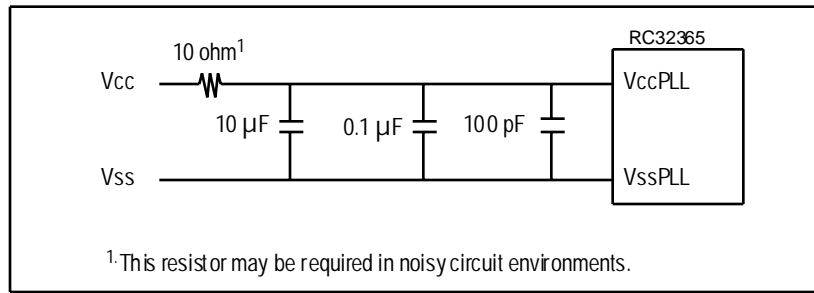 RC32365
10 ohm1
Vcc
VccPLL
10 µF
0.1 µF
100 pF
Vss
VssPLL
1. This resistor may be required in noisy circuit environments.